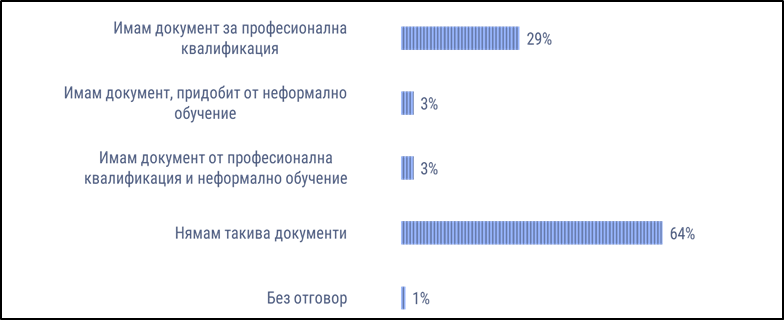 Имам документ за професионална
квалификация
29%
Имам документ, придобит от неформално
обучение
3%
Имам документ от професионална
квалификация и неформално обучение
3%
Нямам такива документи
64%
Без отговор
1%